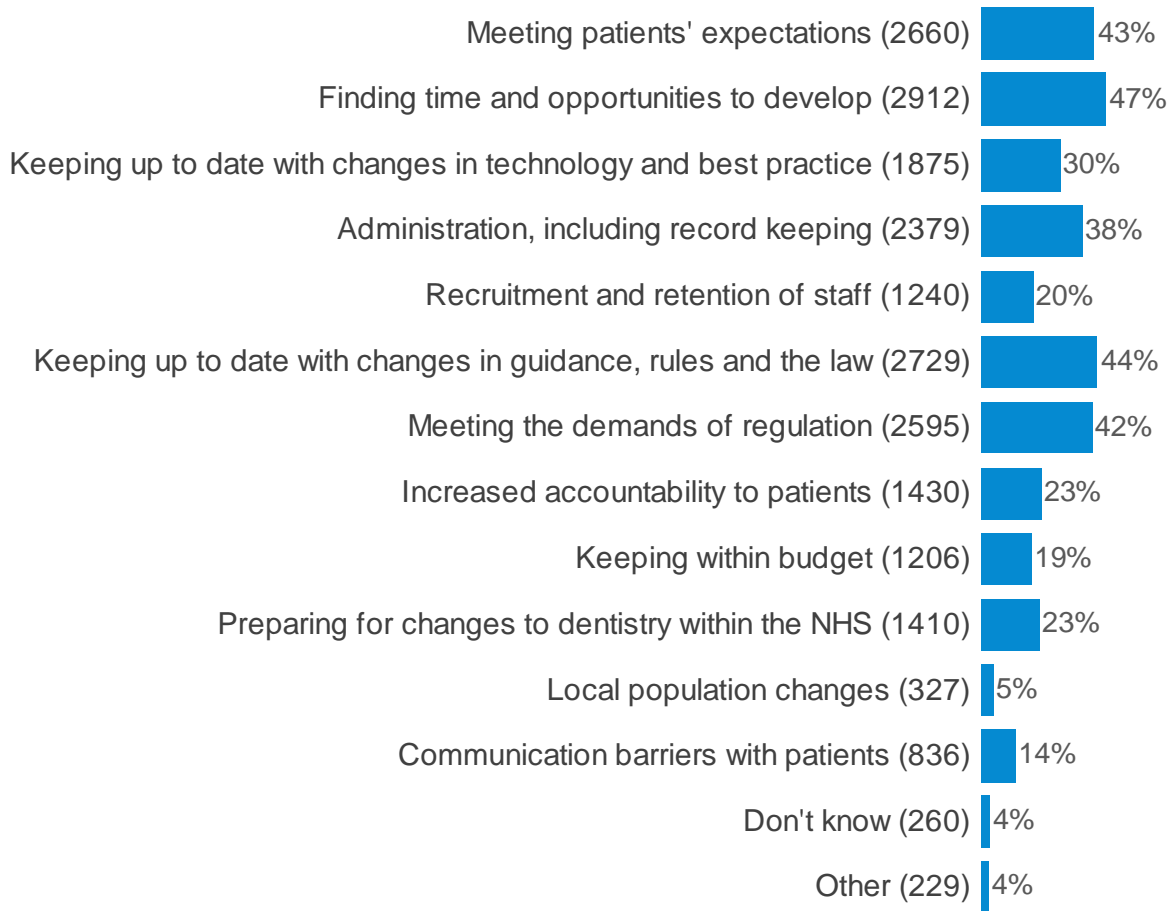 Meeting patients' expectations (2660) 43%
Finding time and opportunities to develop (2912) 47%
Keeping up to date with changes in technology and best practice (1875) 30%
Administration, including record keeping (2379) 38%
Recruitment and retention of staff (1240) 20%
Keeping up to date with changes in guidance, rules and the law (2729) 44%
Meeting the demands of regulation (2595) 42%
Increased accountability to patients (1430) 23%
Keeping within budget (1206) 19%
Preparing for changes to dentistry within the NHS (1410) 23%
Local population changes (327) 5%
Communication barriers with patients (836) 14%
Don't know (260) 4%
Other (229) 4%